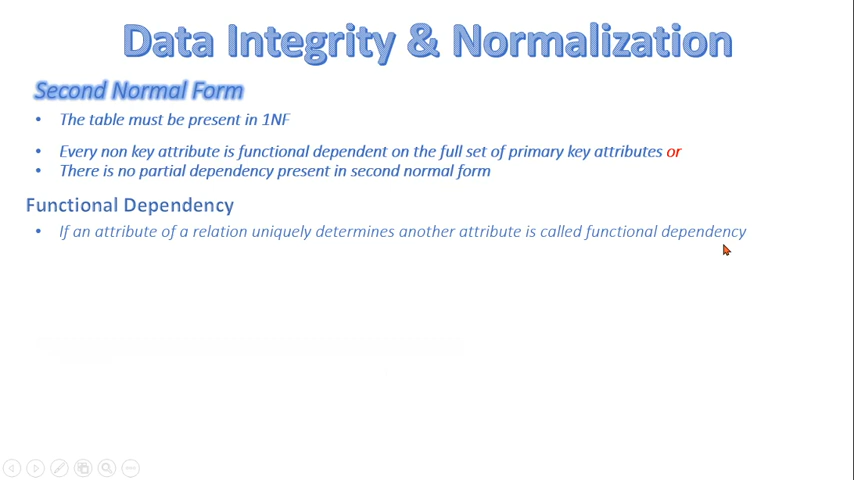 Data Integrity & Normalization
Second Normal Form
• The table must be present in 1NF
• Every non key attribute is functional dependent on the full set of primary key attributes or
• There is no partial dependency present in second normal form
Functional Dependency
• If an attribute of a relation uniquely determines another attribute is called functional dependency